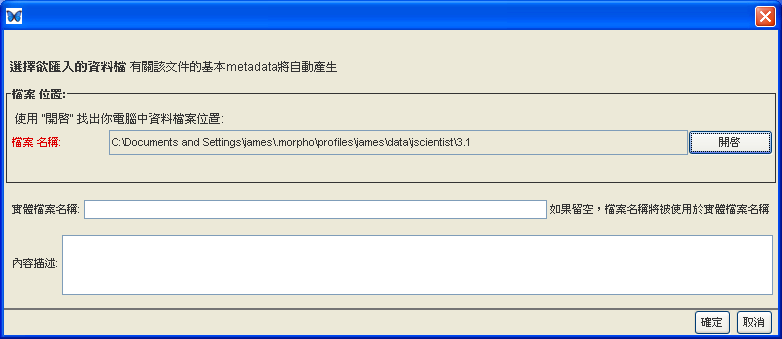 選擇欲匯入的資料檔 有關該文件的基本metadata將自動產生
檔案 位置:
使用 "開啓" 找出你電腦中資料檔案位置:
檔案 名稱: C:\Documents and Settings\james\.morpho\profiles\james\data\jscientist\3.1 開啓
實體檔案名稱: 如果留空，檔案名稱將被使用於實體檔案名稱
內容描述:
確定 取消